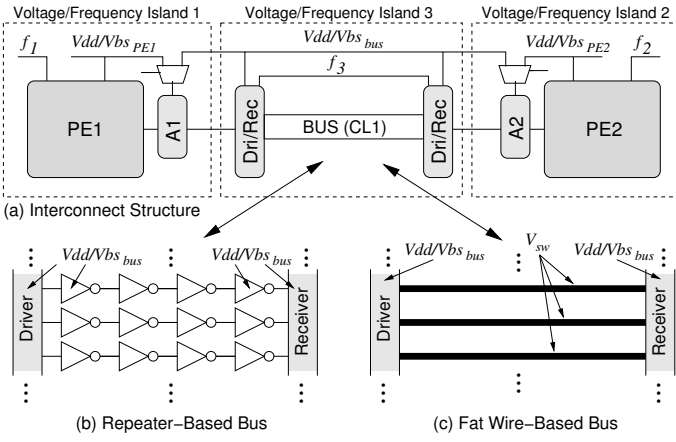 Voltage/Frequency Island 1
Voltage/Frequency Island 3
Voltage/Frequency Island 2
f1
Vdd/Vbs PE1
Vdd/Vbs bus
Vdd/Vbs PE2
f2
f3
PE1
A1
Dri/Rec
BUS (CL1)
Dri/Rec
A2
PE2
(a) Interconnect Structure
Vdd/Vbs bus
Vdd/Vbs bus
Vdd/Vbs bus
Vsw
Vdd/Vbs bus
Driver
Receiver
Driver
Receiver
(b) Repeater-Based Bus
(c) Fat Wire-Based Bus